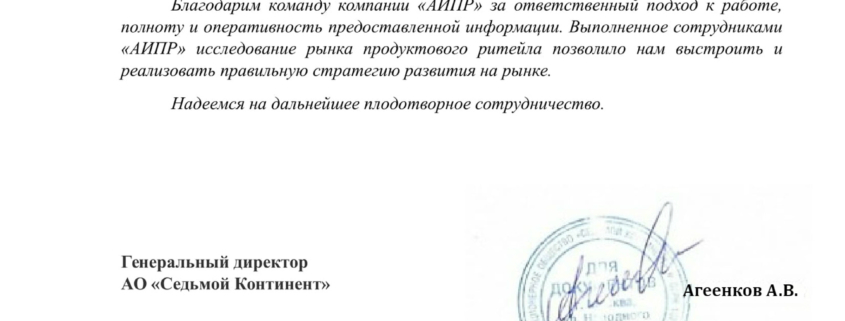 Благодарим команду компании «АИПР» за ответственный подход к работе,
полноту и оперативность предоставленной информации. Выполненное сотрудниками
«АИПР» исследование рынка продуктового ритейла позволило нам выстроить и
реализовать правильную стратегию развития на рынке.
Надеемся на дальнейшее плодотворное сотрудничество.
Генеральный директор
АО «Седьмой Континент»
ДЛЯ
Агеенков А.В.